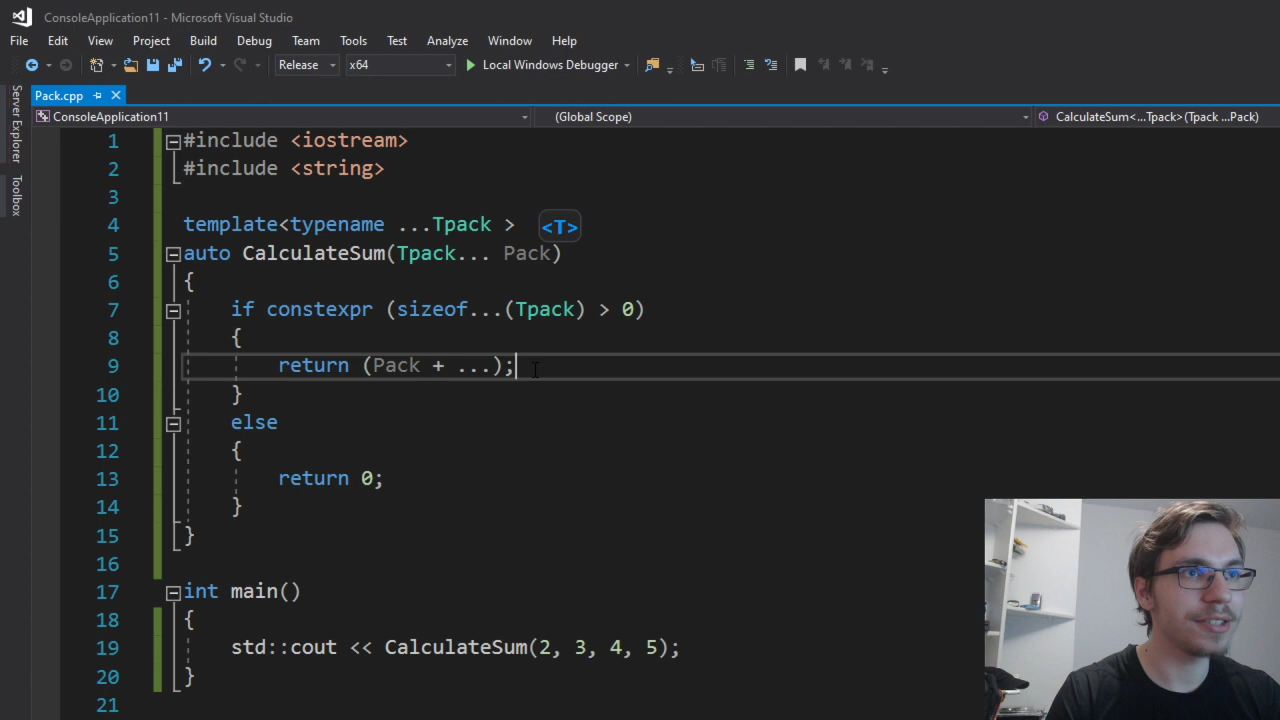 ConsoleApplication11 - Microsoft Visual Studio
File Edit View Project Build Debug Team Tools Test Analyze Window Help
Release x64 Local Windows Debugger
Pack.cpp
ConsoleApplication11 (Global Scope) CalculateSum<...Tpack>(Tpack ...Pack)
Server Explorer
Toolbox
1 #include <iostream>
2 #include <string>
3
4 template<typename ...Tpack > <T>
5 auto CalculateSum(Tpack... Pack)
6 {
7 if constexpr (sizeof...(Tpack) > 0)
8 {
9 return (Pack + ...);
10 }
11 else
12 {
13 return 0;
14 }
15 }
16
17 int main()
18 {
19 std::cout << CalculateSum(2, 3, 4, 5);
20 }
21